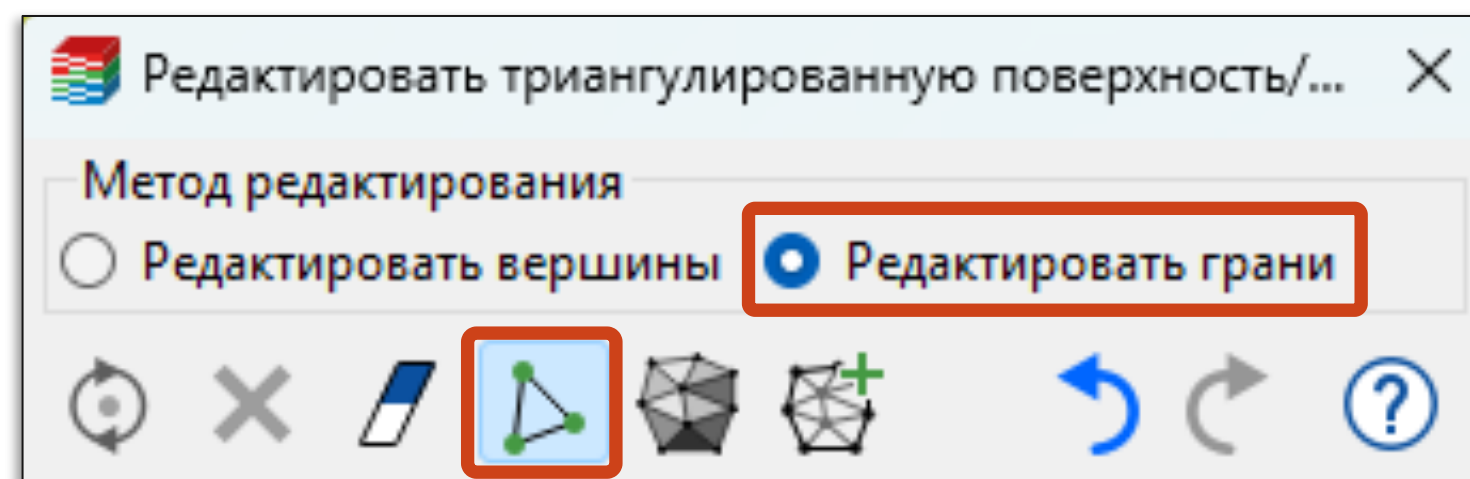 Редактировать триангулированную поверхность/...
Метод редактирования
Редактировать вершины Редактировать грани
?